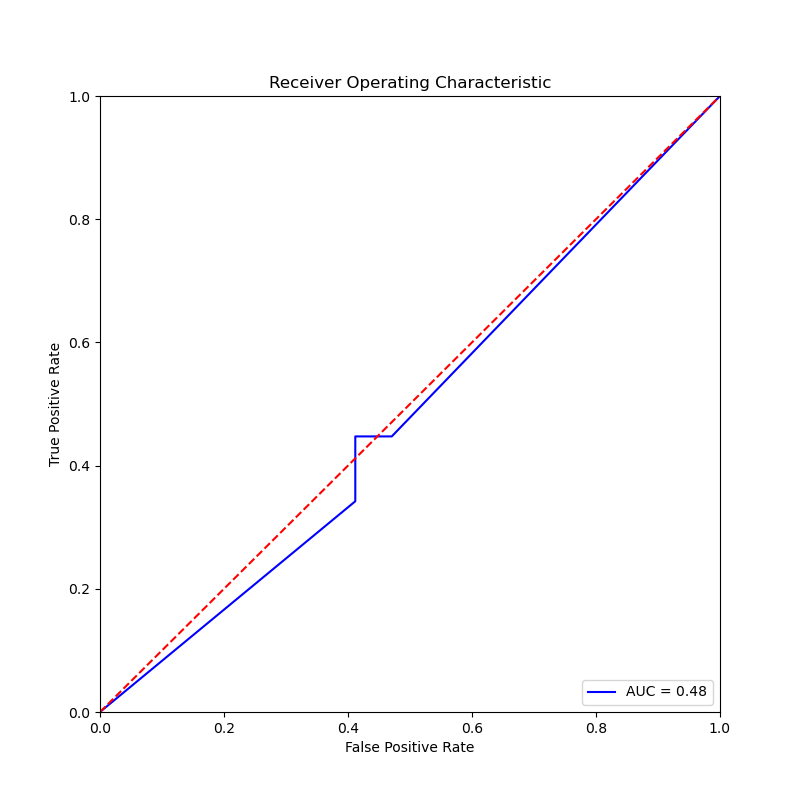 Receiver Operating Characteristic
1.0
0.8
0.6
0.4
0.2
0.0
True Positive Rate
AUC = 0.48
0.0 0.2 0.4 0.6 0.8 1.0
False Positive Rate